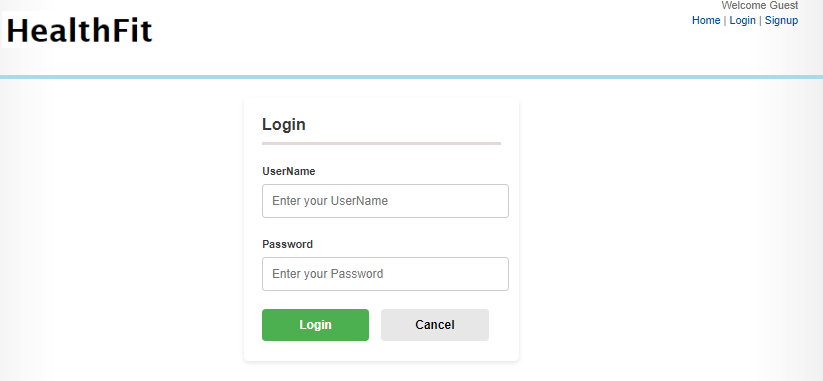 Welcome Guest
HealthFit
Home | Login | Signup
Login
UserName
Enter your UserName
Password
Enter your Password
Login Cancel